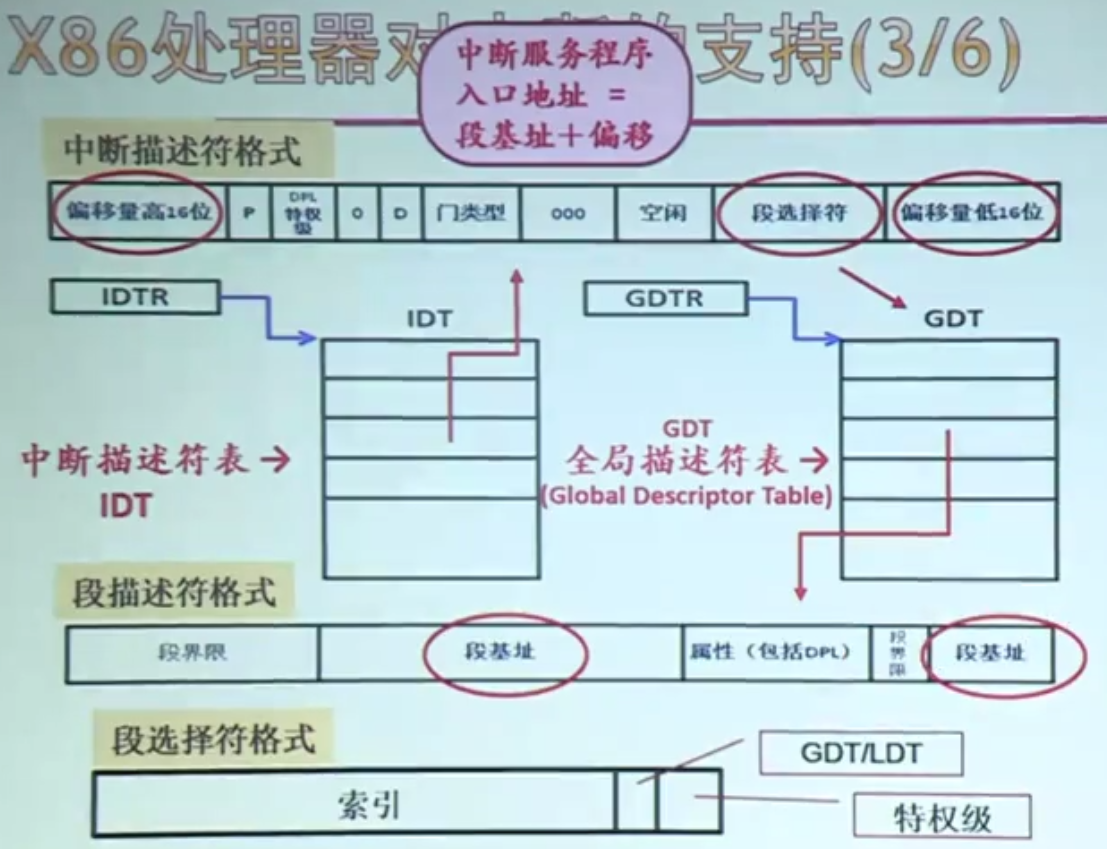 X86处理器对
支持(3/6)
中断服务程序
入口地址 =
段基址＋偏移
中断描述符格式
偏移量高16位
P
DPL
特权
级
0
D
门类型
000
空闲
段选择符
偏移量低16位
IDTR
IDT
GDTR
GDT
中断描述符表→
IDT
GDT
全局描述符表→
(Global Descriptor Table)
段描述符格式
段界限
段基址
属性（包括DPL）
段
界
限
段基址
段选择符格式
索引
GDT/LDT
特权级